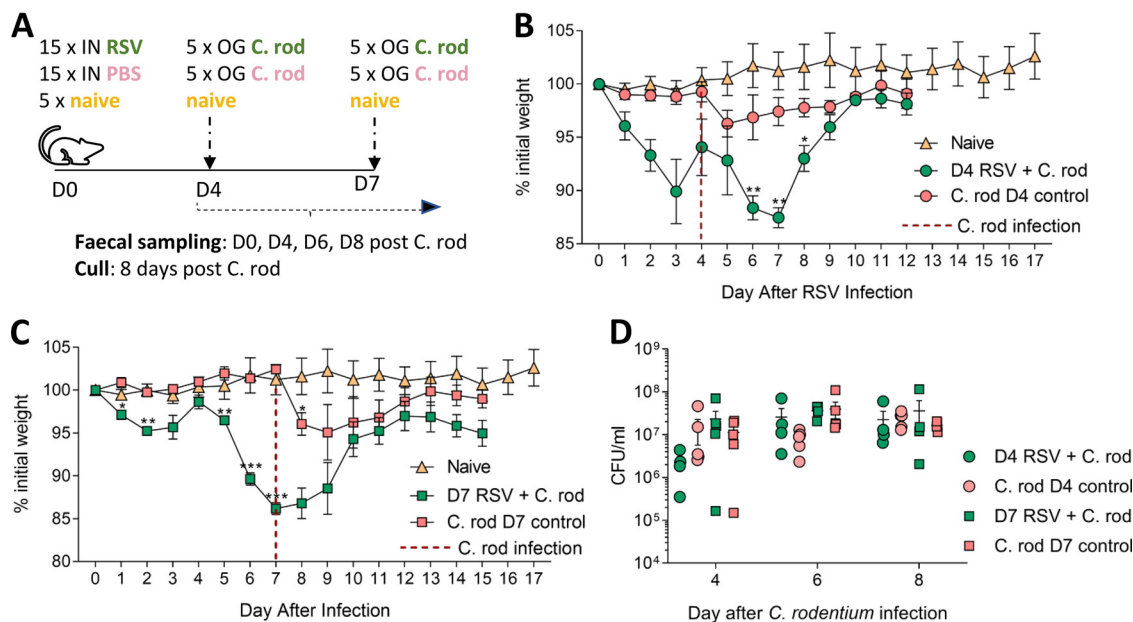 A
15 x IN RSV 5 x OG C. rod 5 x OG C. rod
15 x IN PBS 5 x OG C. rod 5 x OG C. rod
5 x naive naive naive
D0 D4 D7
Faecal sampling: D0, D4, D6, D8 post C. rod
Cull: 8 days post C. rod
B
% initial weight
105
100
95
90
85
*
**
**
Naive
D4 RSV + C. rod
C. rod D4 control
C. rod infection
0 1 2 3 4 5 6 7 8 9 10 11 12 13 14 15 16 17
Day After RSV Infection
C
% initial weight
105
100
95
90
85
80
*
**
**
***
***
*
Naive
D7 RSV + C. rod
C. rod D7 control
C. rod infection
0 1 2 3 4 5 6 7 8 9 10 11 12 13 14 15 16 17
Day After Infection
D
CFU/ml
10⁹
10⁸
10⁷
10⁶
10⁵
10⁴
D4 RSV + C. rod
C. rod D4 control
D7 RSV + C. rod
C. rod D7 control
4 6 8
Day after C. rodentium infection